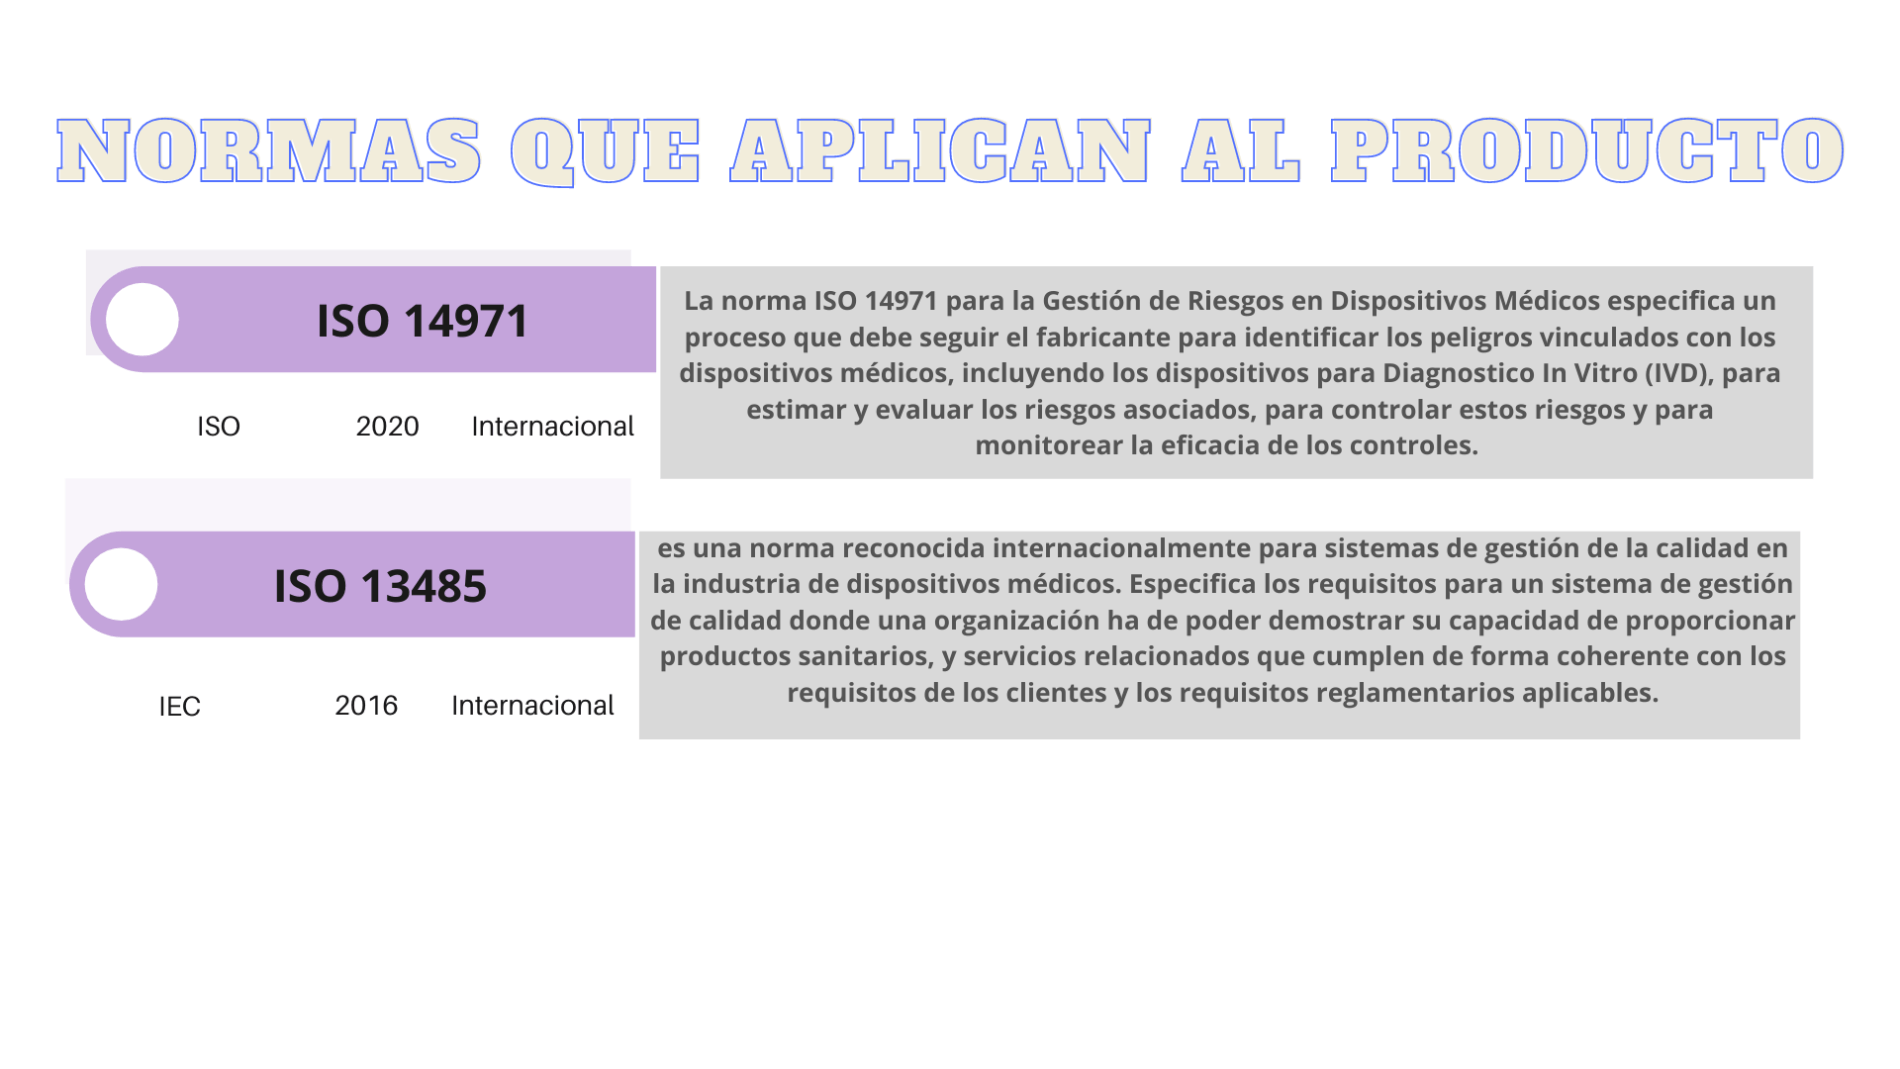 NORMAS QUE APLICAN AL PRODUCTO
ISO 14971
La norma ISO 14971 para la Gestión de Riesgos en Dispositivos Médicos especifica un
proceso que debe seguir el fabricante para identificar los peligros vinculados con los
dispositivos médicos, incluyendo los dispositivos para Diagnostico In Vitro (IVD), para
estimar y evaluar los riesgos asociados, para controlar estos riesgos y para
monitorear la eficacia de los controles.
ISO 2020 Internacional
ISO 13485
es una norma reconocida internacionalmente para sistemas de gestión de la calidad en
la industria de dispositivos médicos. Especifica los requisitos para un sistema de gestión
de calidad donde una organización ha de poder demostrar su capacidad de proporcionar
productos sanitarios, y servicios relacionados que cumplen de forma coherente con los
requisitos de los clientes y los requisitos reglamentarios aplicables.
IEC 2016 Internacional